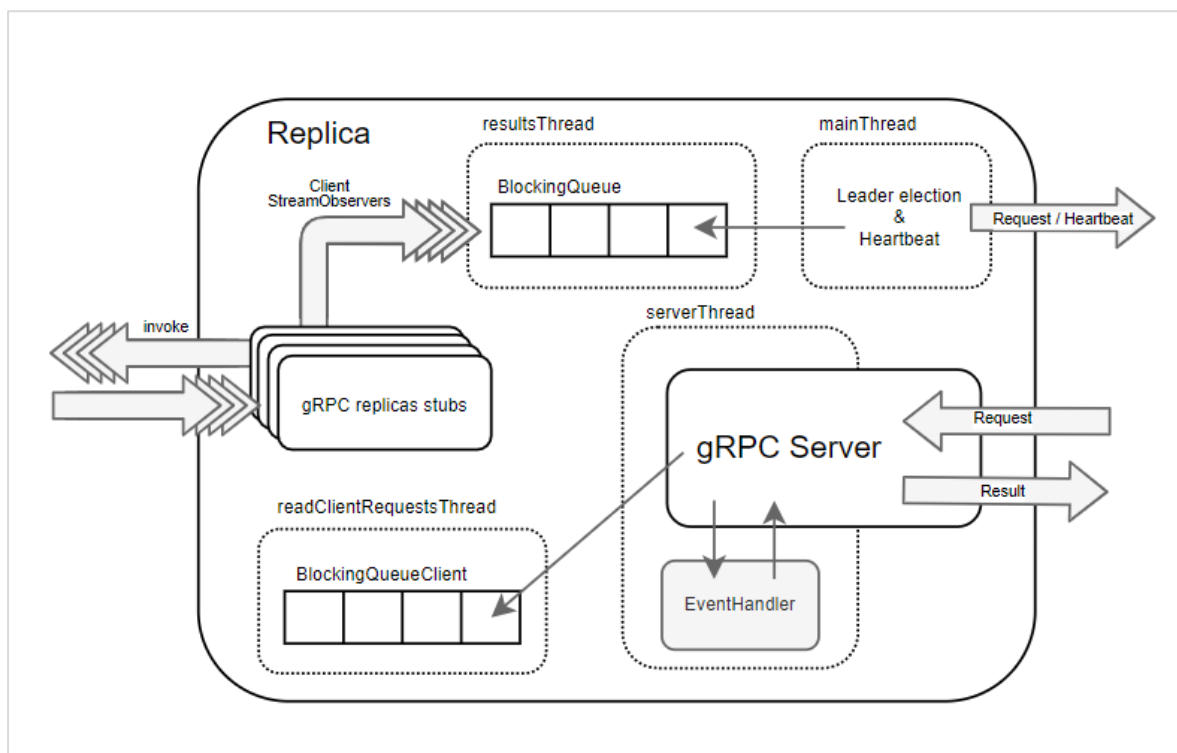 Replica
resultsThread
mainThread
Client
StreamObservers
BlockingQueue
Leader election
&
Heartbeat
Request / Heartbeat
invoke
serverThread
gRPC replicas stubs
gRPC Server
Request
Result
readClientRequestsThread
BlockingQueueClient
EventHandler